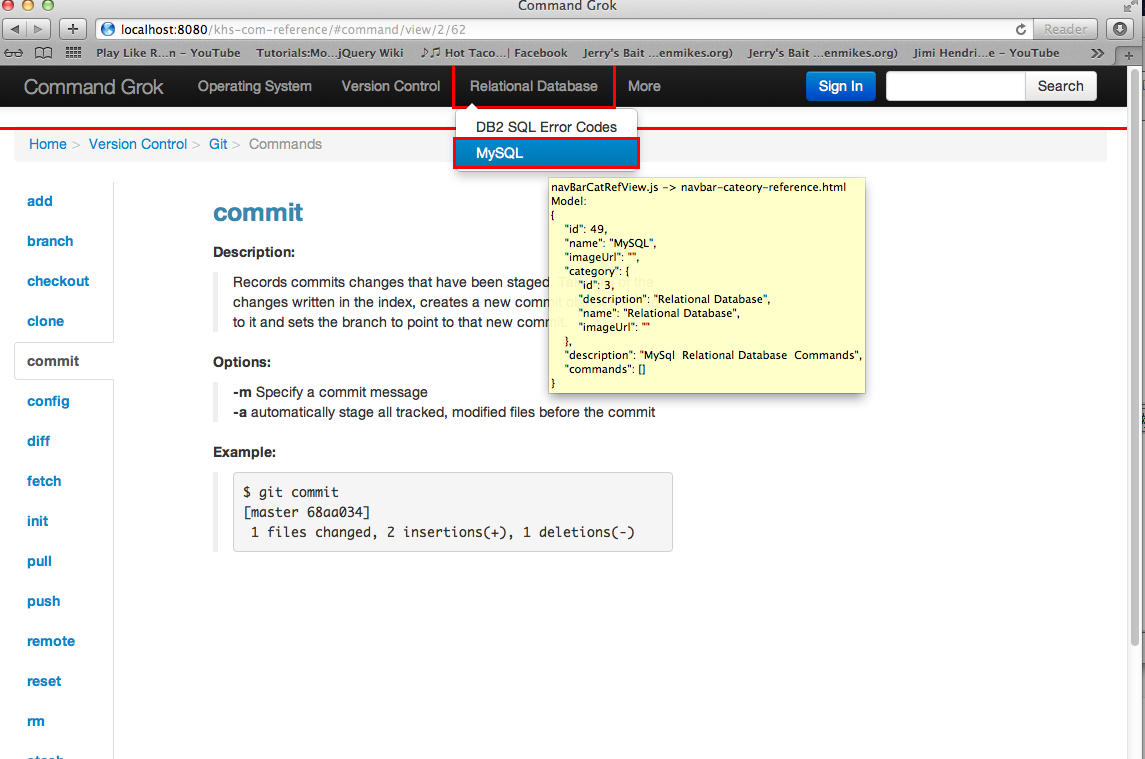 Command Grok
localhost:8080/khs-com-reference/#command/view/2/62
Reader
Play Like R...n – YouTube Tutorials:Mo...jQuery Wiki ♪♫ Hot Taco...| Facebook Jerry's Bait ...enmikes.org) Jerry's Bait ...enmikes.org) Jimi Hendri...e – YouTube
Command Grok Operating System Version Control Relational Database More Sign In Search
DB2 SQL Error Codes
MySQL
Home > Version Control > Git > Commands
add
branch
checkout
clone
commit
config
diff
fetch
init
pull
push
remote
reset
rm
commit
Description:
Records commits changes that have been staged
changes written in the index, creates a new
to it and sets the branch to point to that new
Options:
-m Specify a commit message
-a automatically stage all tracked, modified files before the commit
Example:
$ git commit
[master 68aa034]
1 files changed, 2 insertions(+), 1 deletions(-)
navBarCatRefView.js -> navbar-cateory-reference.html
Model:
{
"id": 49,
"name": "MySQL",
"imageUrl": "",
"category": {
"id": 3,
"description": "Relational Database",
"name": "Relational Database",
"imageUrl": ""
},
"description": "MySql Relational Database Commands",
"commands": []
}